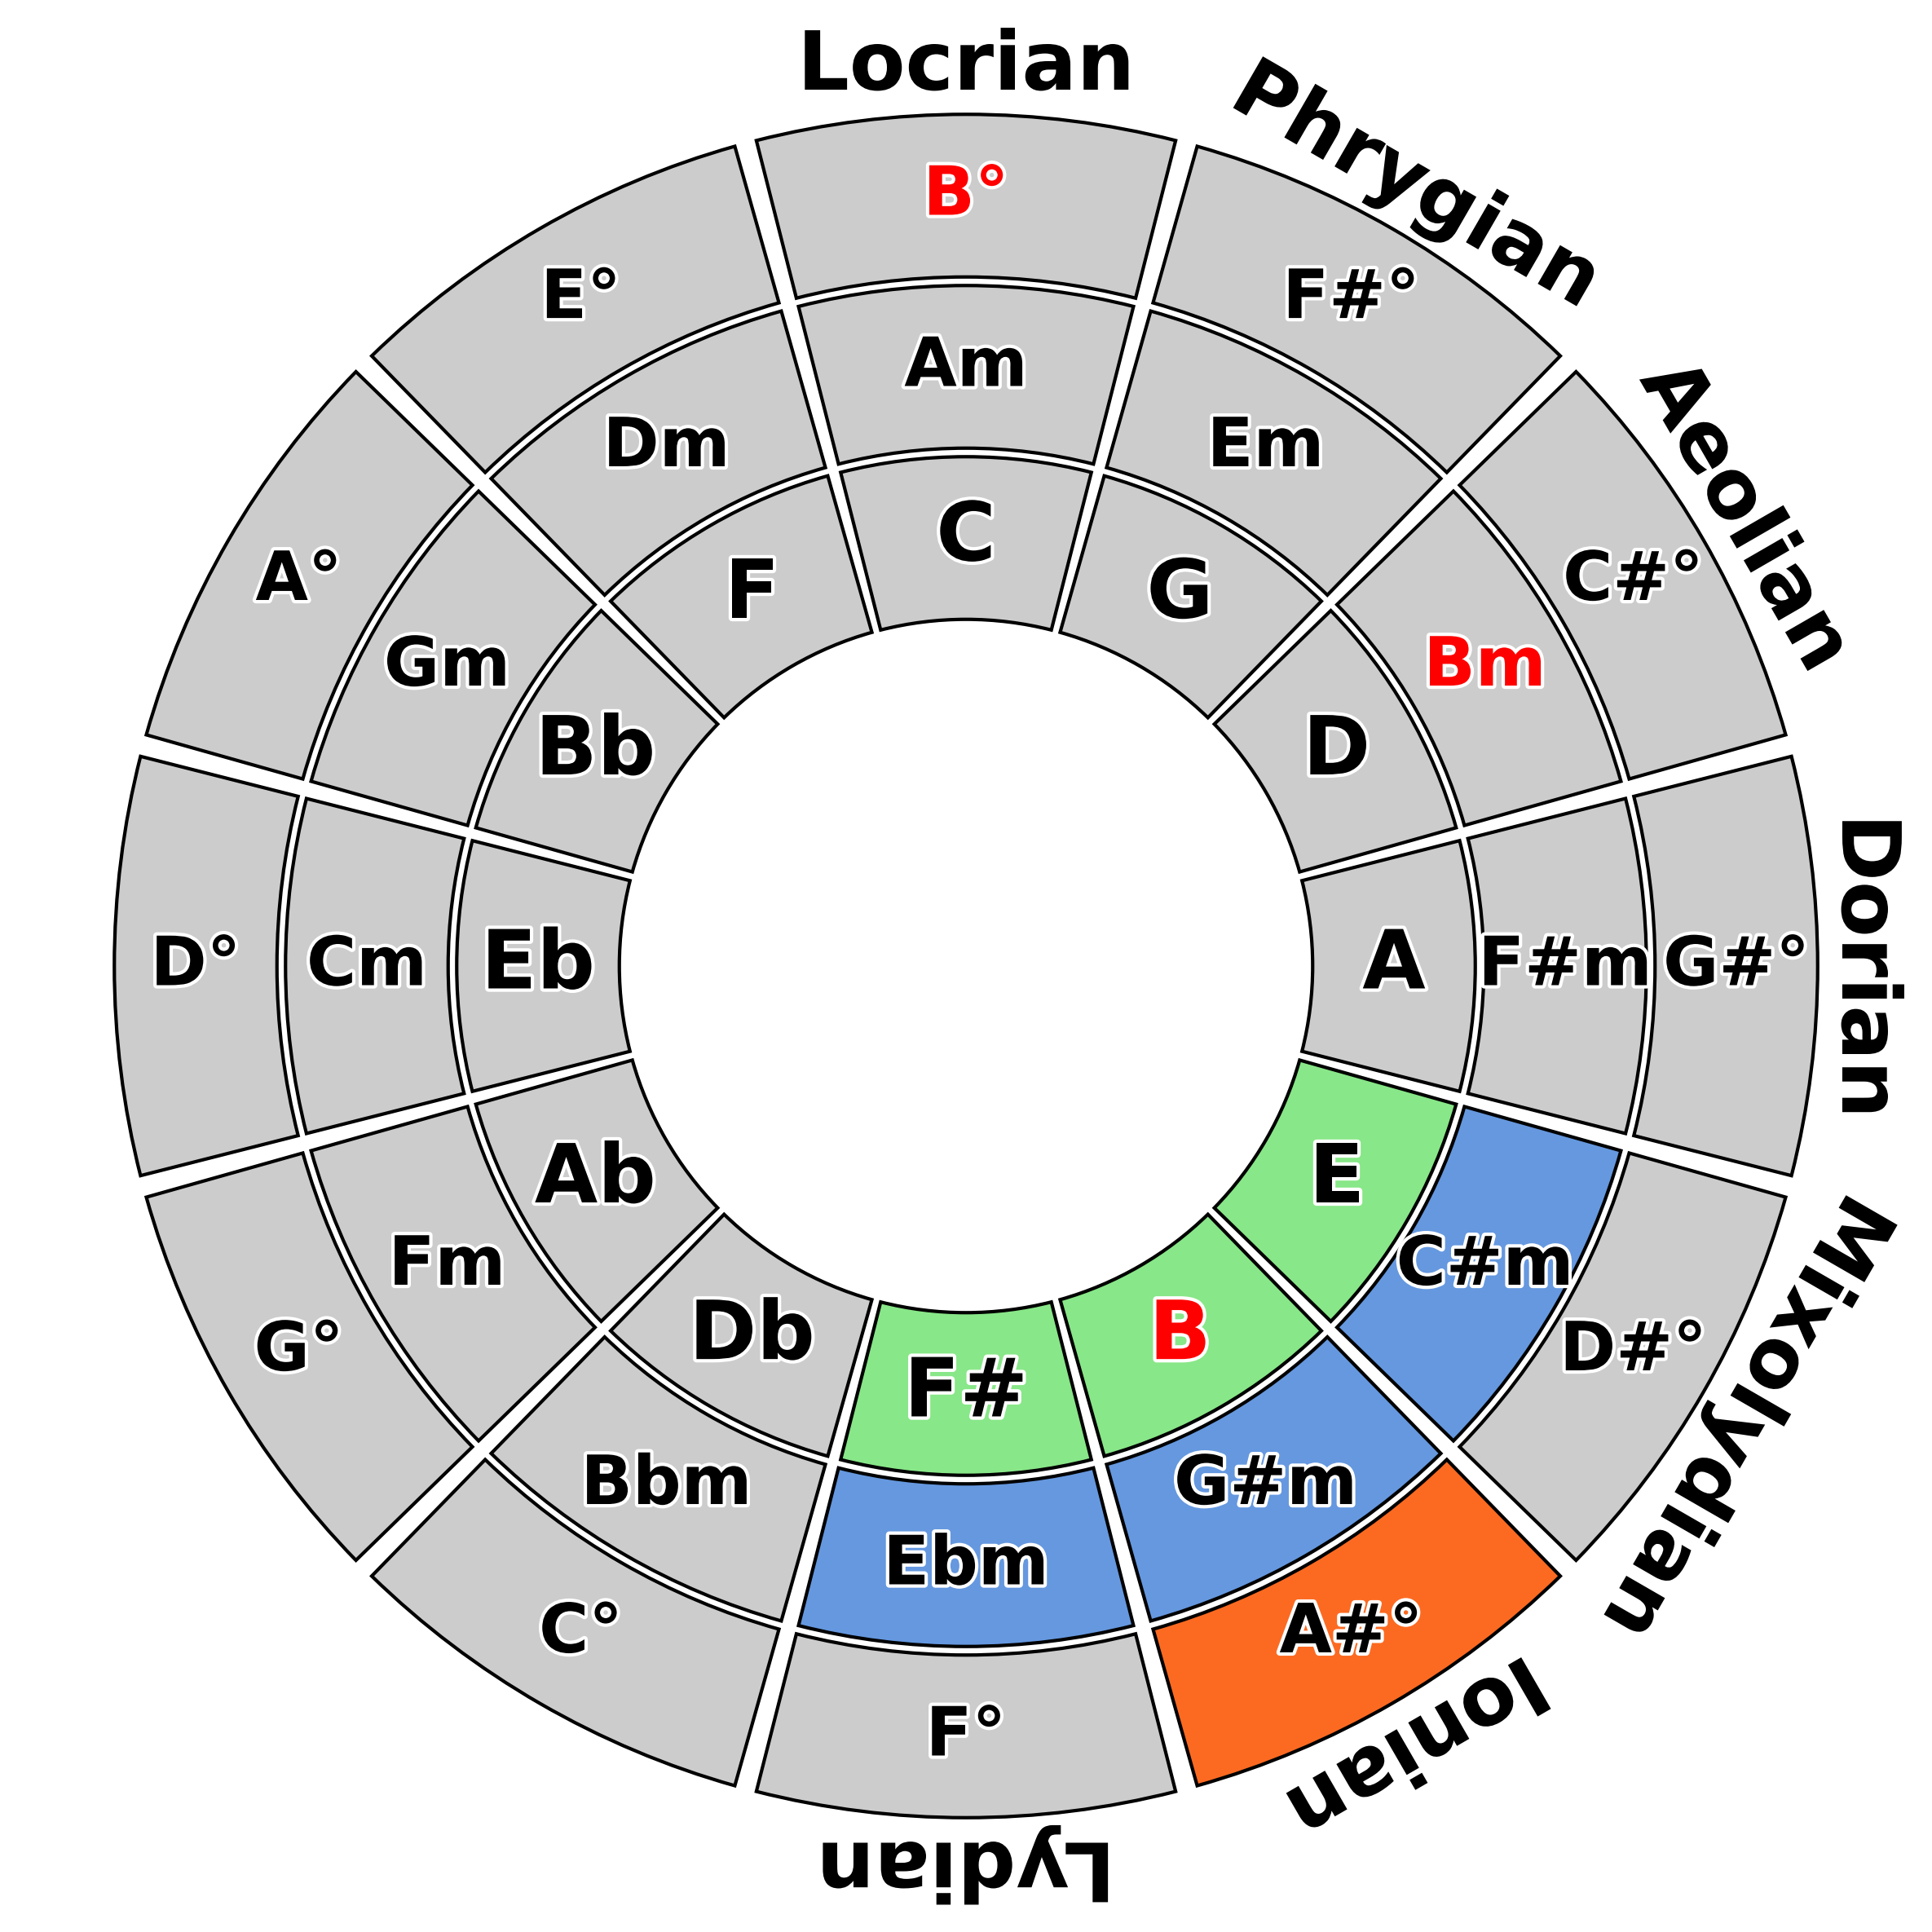 Locrian
Phrygian
Aeolian
Dorian
Mixolydian
Ionian
Lydian
B°
F#°
C#°
G#°
D#°
A#°
F°
C°
G°
D°
A°
E°
Am
Em
Bm
F#m
C#m
G#m
Ebm
Bbm
Fm
Cm
Gm
Dm
C
G
D
A
E
B
F#
Db
Ab
Eb
Bb
F